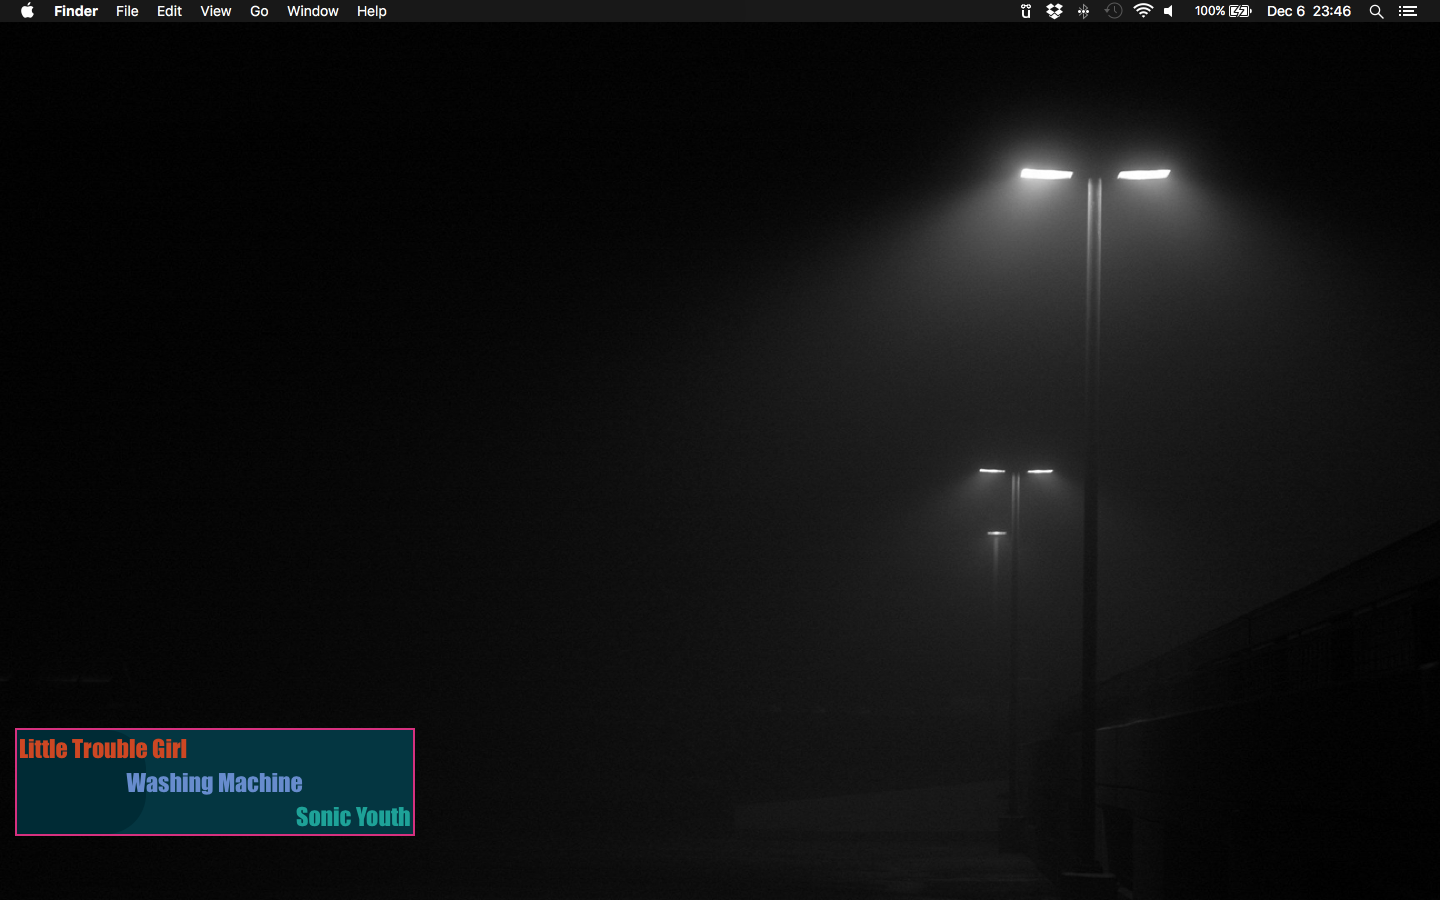 Finder File Edit View Go Window Help ü 100% Dec 6 23:46
Little Trouble Girl
Washing Machine
Sonic Youth